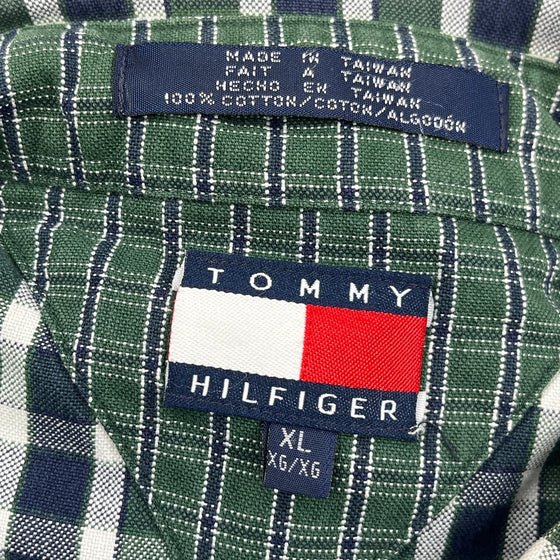 MADE IN TAIWAN
FAIT À TAIWAN
HECHO EN TAIWAN
100% COTTON/COTON/ALGODÓN
TOMMY
HILFIGER
XL
XG/XG